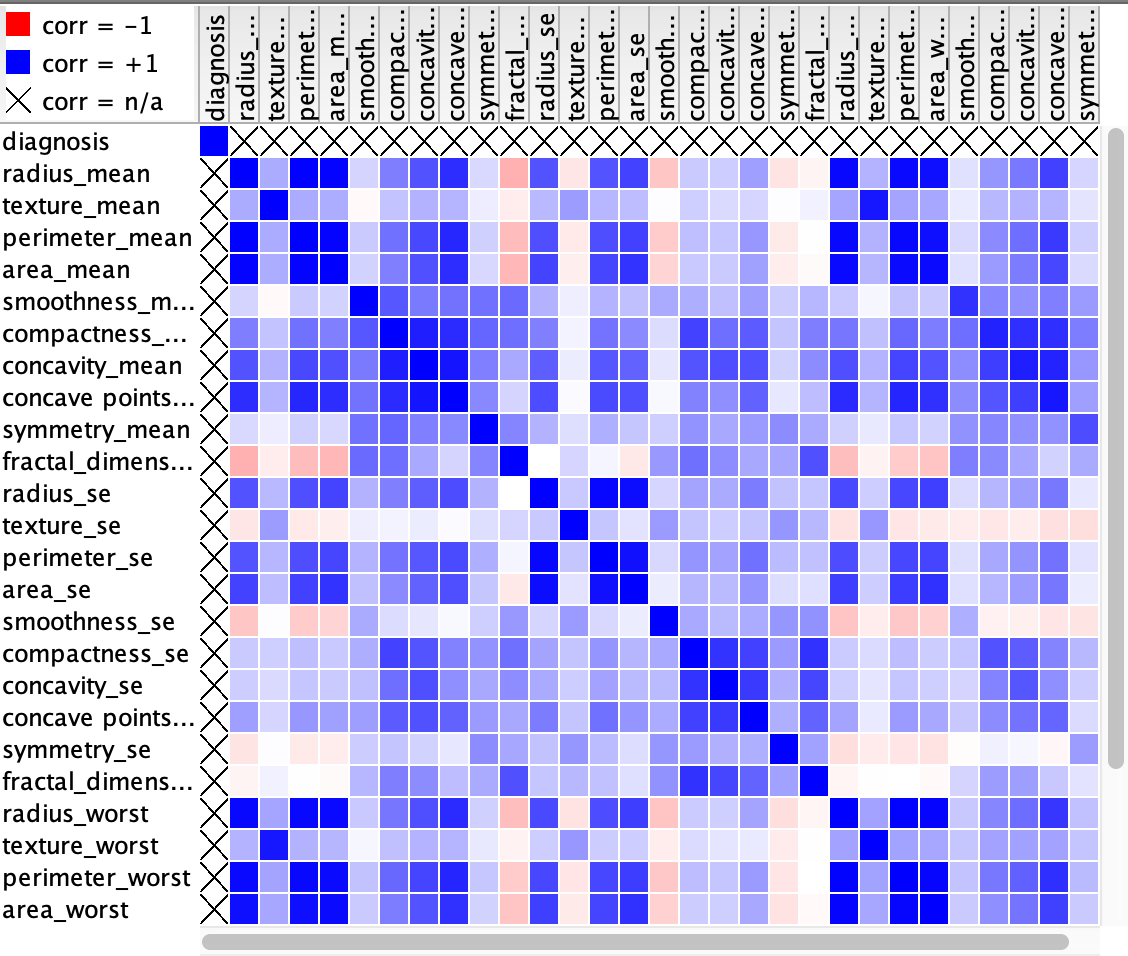 corr = -1
corr = +1
corr = n/a
diagnosis
radius_...
texture...
perimet...
area_m...
smooth...
compac...
concavit...
concave...
symmet...
fractal_...
radius_se
texture...
perimet...
area_se
smooth...
compac...
concavit...
concave...
symmet...
fractal_...
radius_...
texture...
perimet...
area_w...
smooth...
compac...
concavit...
concave...
symmet...
diagnosis
radius_mean
texture_mean
perimeter_mean
area_mean
smoothness_m...
compactness_...
concavity_mean
concave points...
symmetry_mean
fractal_dimens...
radius_se
texture_se
perimeter_se
area_se
smoothness_se
compactness_se
concavity_se
concave points...
symmetry_se
fractal_dimens...
radius_worst
texture_worst
perimeter_worst
area_worst